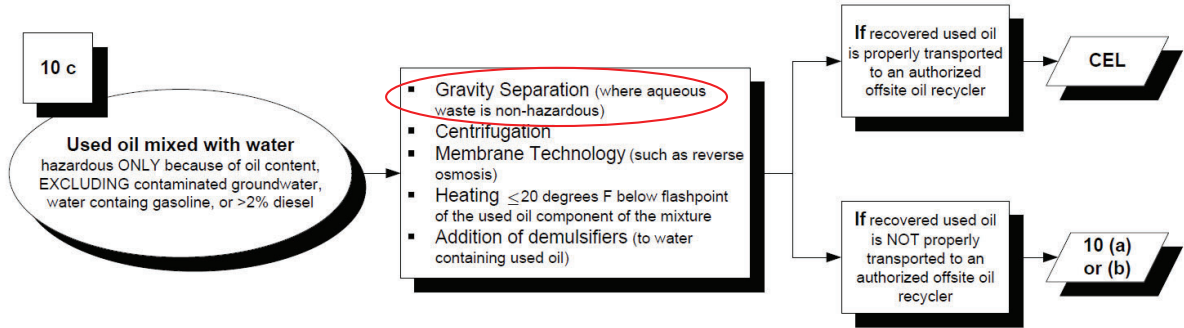 10 c
Used oil mixed with water
hazardous ONLY because of oil content,
EXCLUDING contaminated groundwater,
water containg gasoline, or >2% diesel
▪ Gravity Separation (where aqueous
waste is non-hazardous)
▪ Centrifugation
▪ Membrane Technology (such as reverse
osmosis)
▪ Heating ≤20 degrees F below flashpoint
of the used oil component of the mixture
▪ Addition of demulsifiers (to water
containing used oil)
If recovered used oil
is properly transported
to an authorized
offsite oil recycler
CEL
If recovered used oil
is NOT properly
transported to an
authorized offsite oil
recycler
10 (a)
or (b)